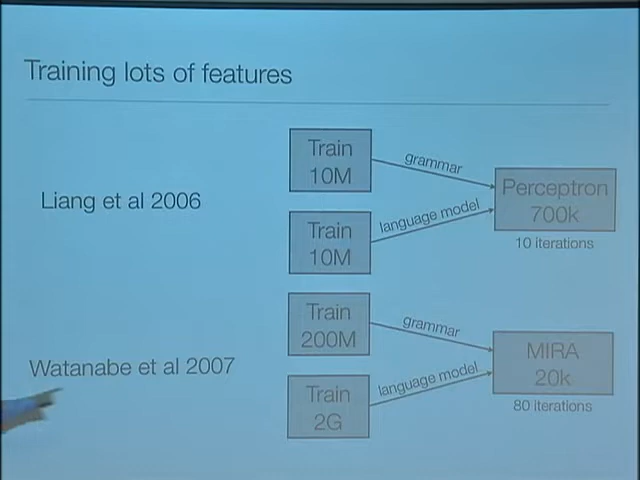 Training lots of features
Liang et al 2006
Train
10M
grammar
Train
10M
language model
Perceptron
700k
10 iterations
Watanabe et al 2007
Train
200M
grammar
Train
2G
language model
MIRA
20k
80 iterations